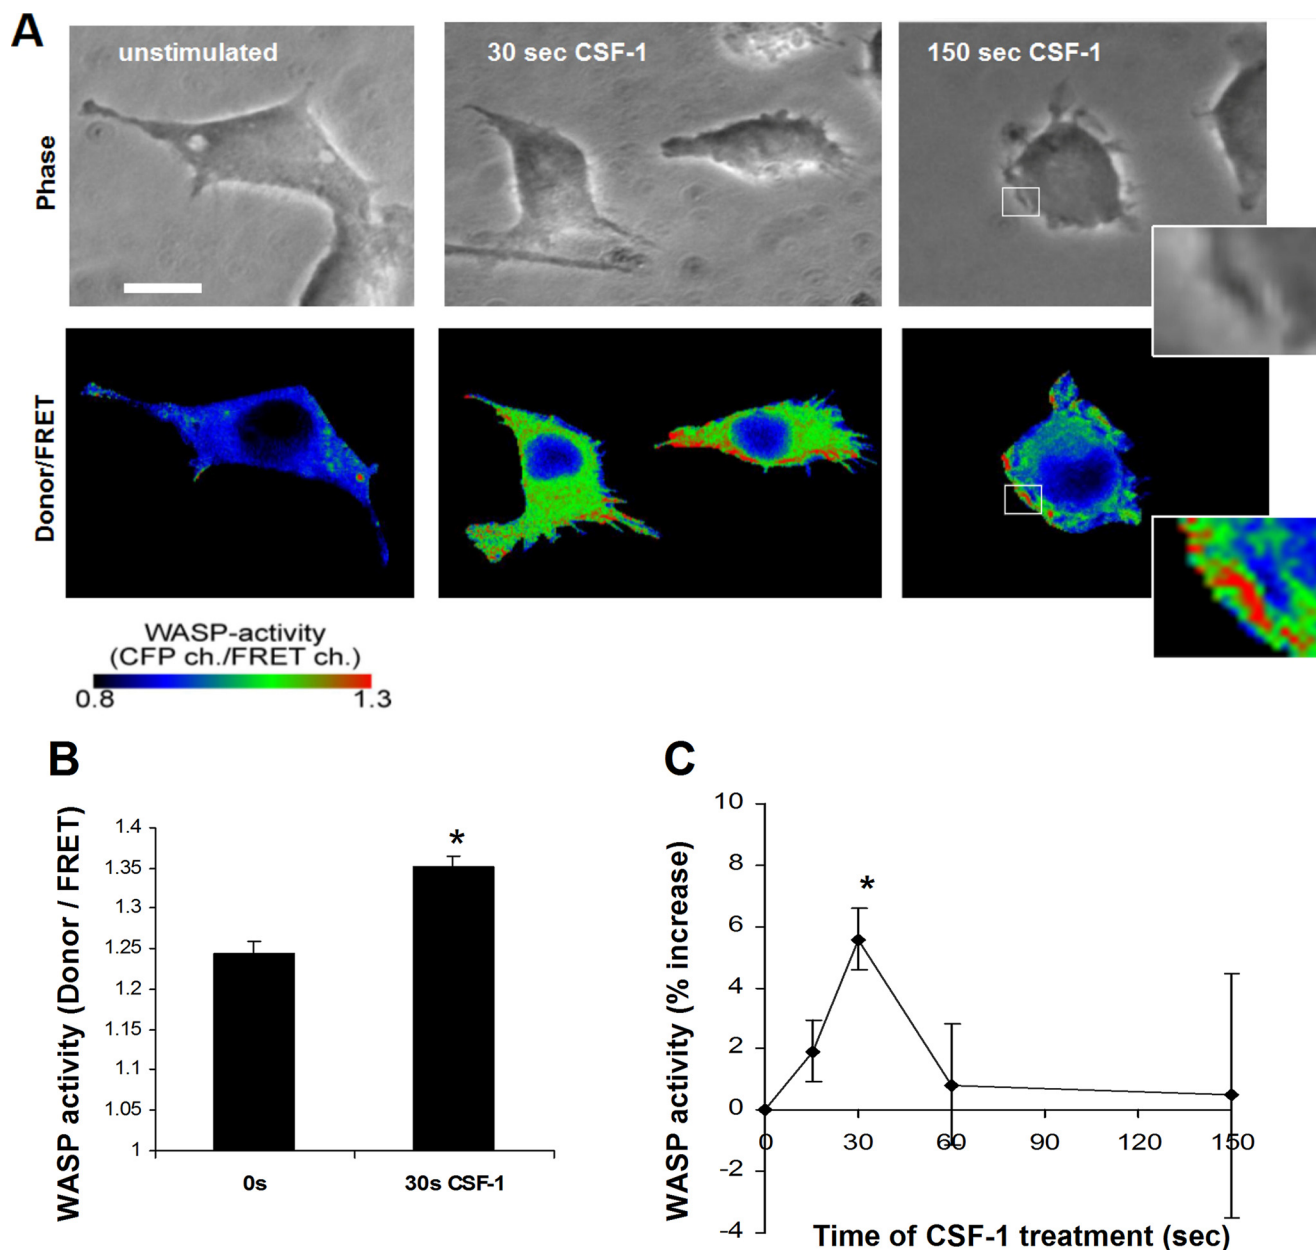 A
unstimulated
30 sec CSF-1
150 sec CSF-1
Phase
Donor/FRET
WASP-activity
(CFP ch./FRET ch.)
0.8
1.3
B
WASP activity (Donor / FRET)
1.4
1.35
1.3
1.25
1.2
1.15
1.1
1.05
1
*
0s
30s CSF-1
C
WASP activity (% increase)
10
8
6
4
2
0
-2
-4
*
0
30
60
90
120
150
Time of CSF-1 treatment (sec)